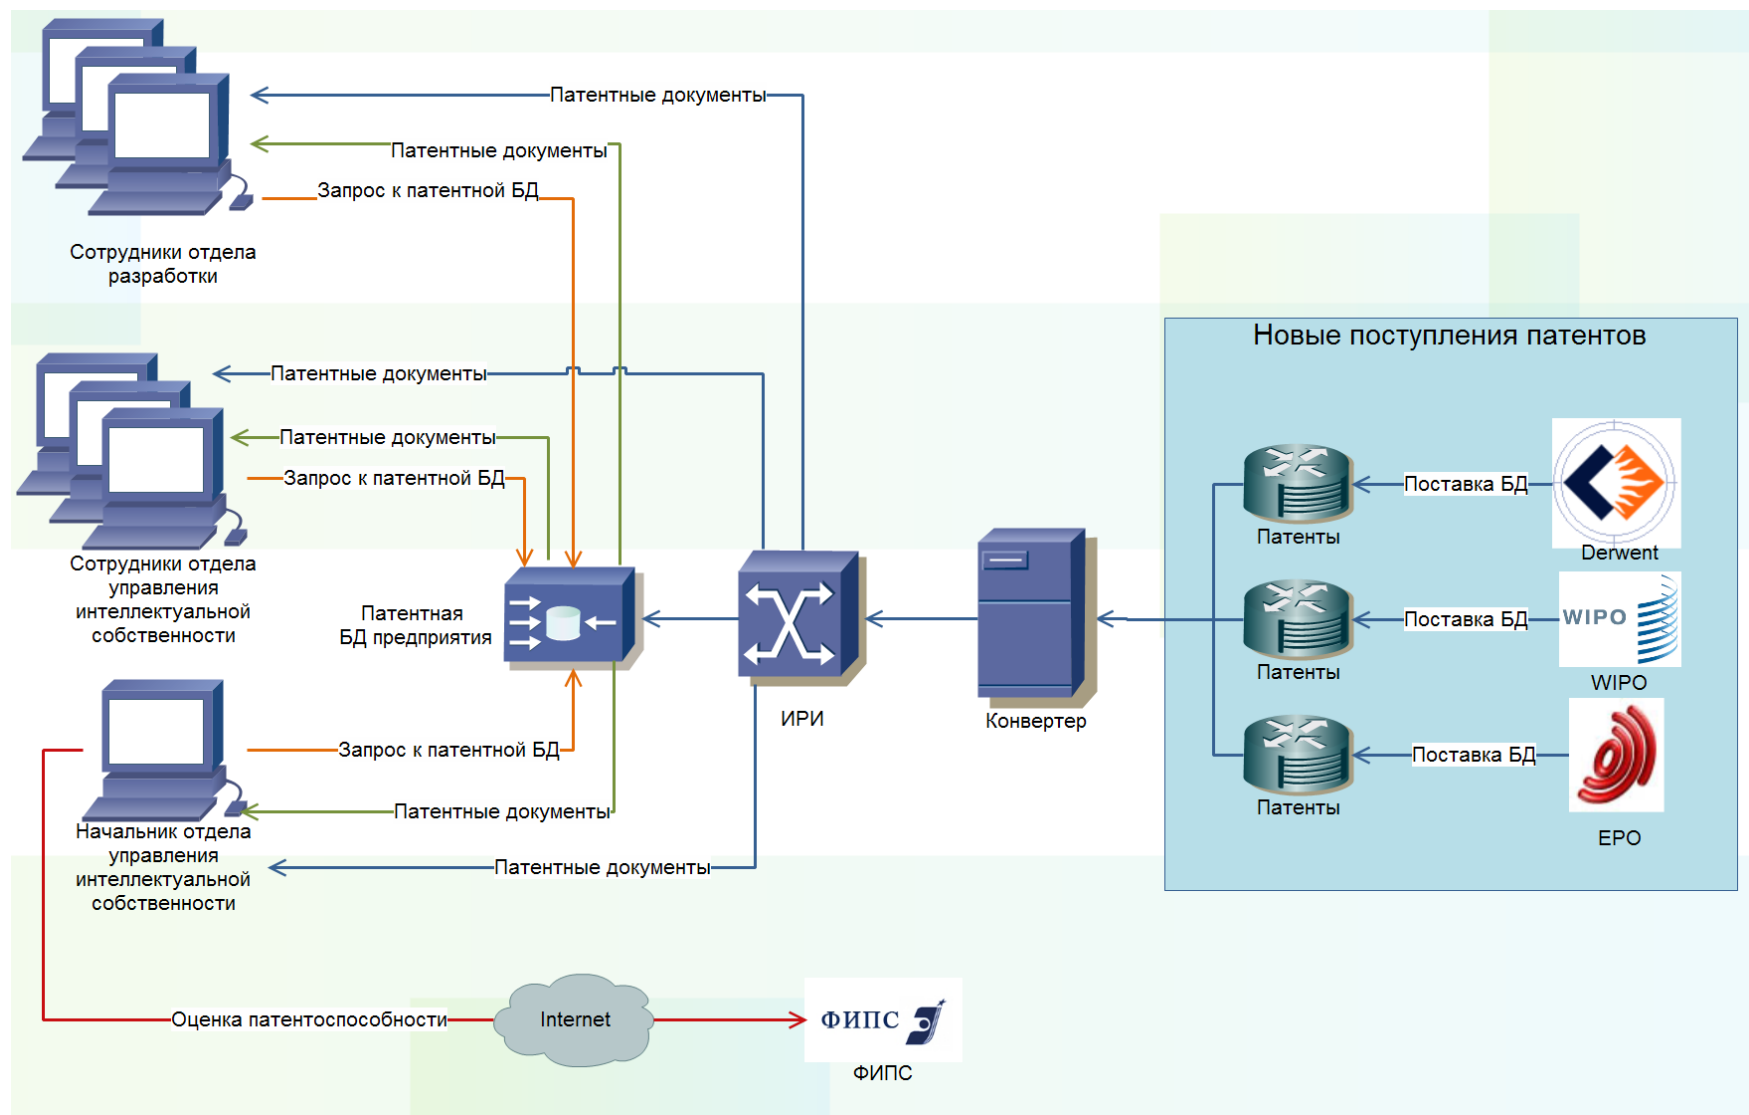 Патентные документы
Патентные документы
Запрос к патентной БД
Сотрудники отдела
разработки
Новые поступления патентов
Патентные документы
Патентные документы
Запрос к патентной БД
Поставка БД
Патенты
Derwent
Сотрудники отдела
управления
интеллектуальной
собственности
Патентная
БД предприятия
Поставка БД
WIPO
Патенты
WIPO
ИРИ
Конвертер
Запрос к патентной БД
Поставка БД
Патенты
EPO
Патентные документы
Начальник отдела
управления
интеллектуальной
собственности
Патентные документы
Оценка патентоспособности
Internet
ФИПС
ФИПС